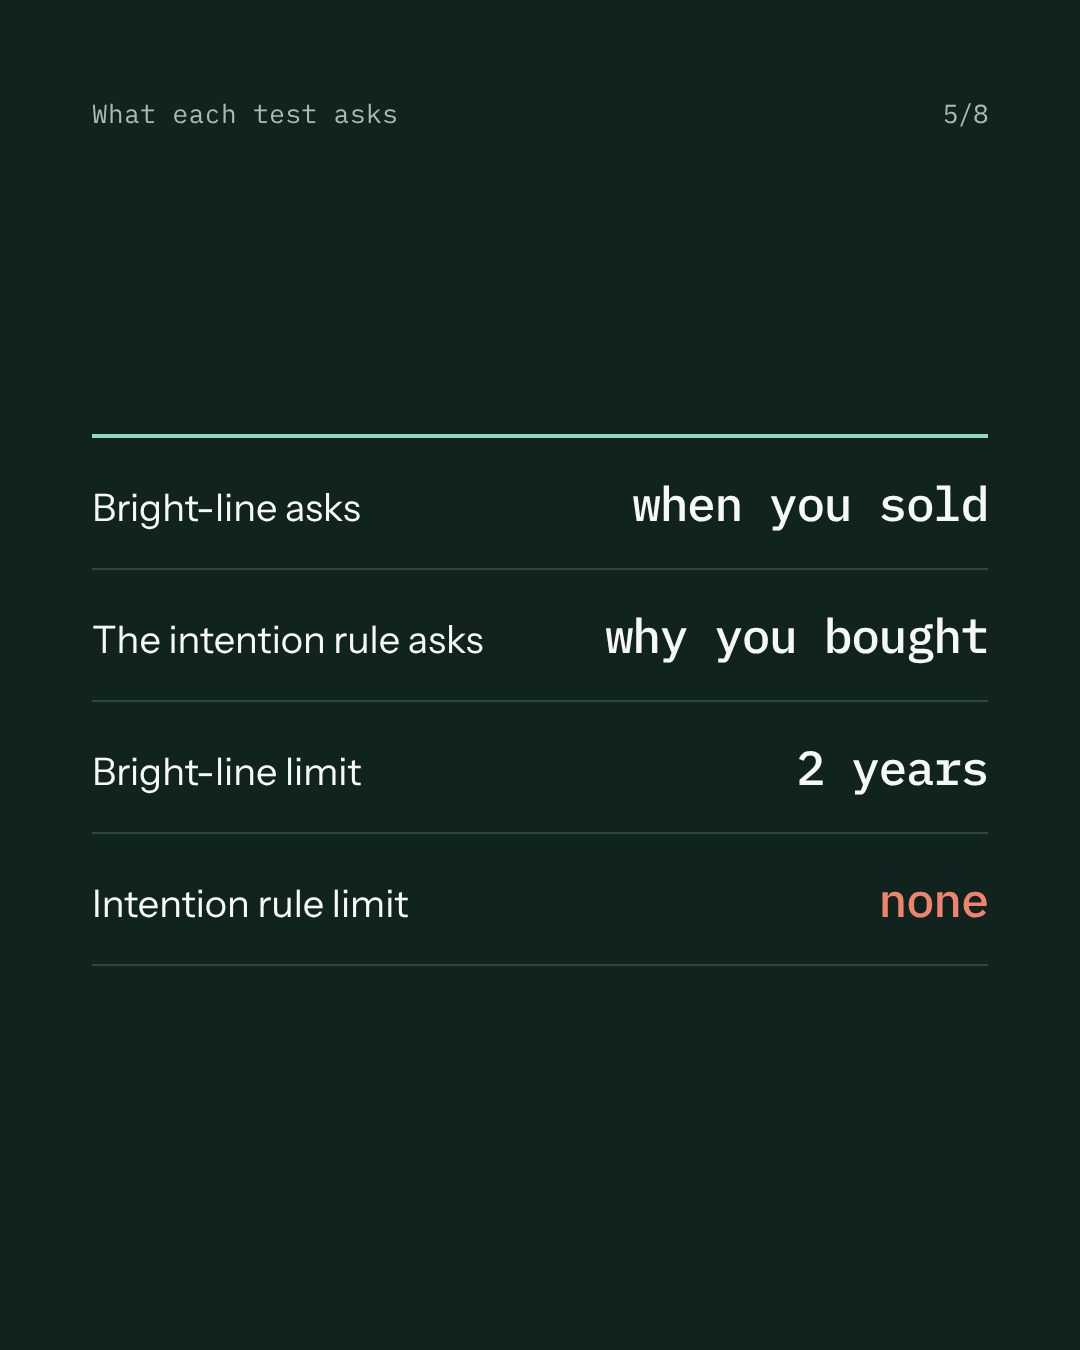 What each test asks 5/8
Bright-line asks when you sold
The intention rule asks why you bought
Bright-line limit 2 years
Intention rule limit none